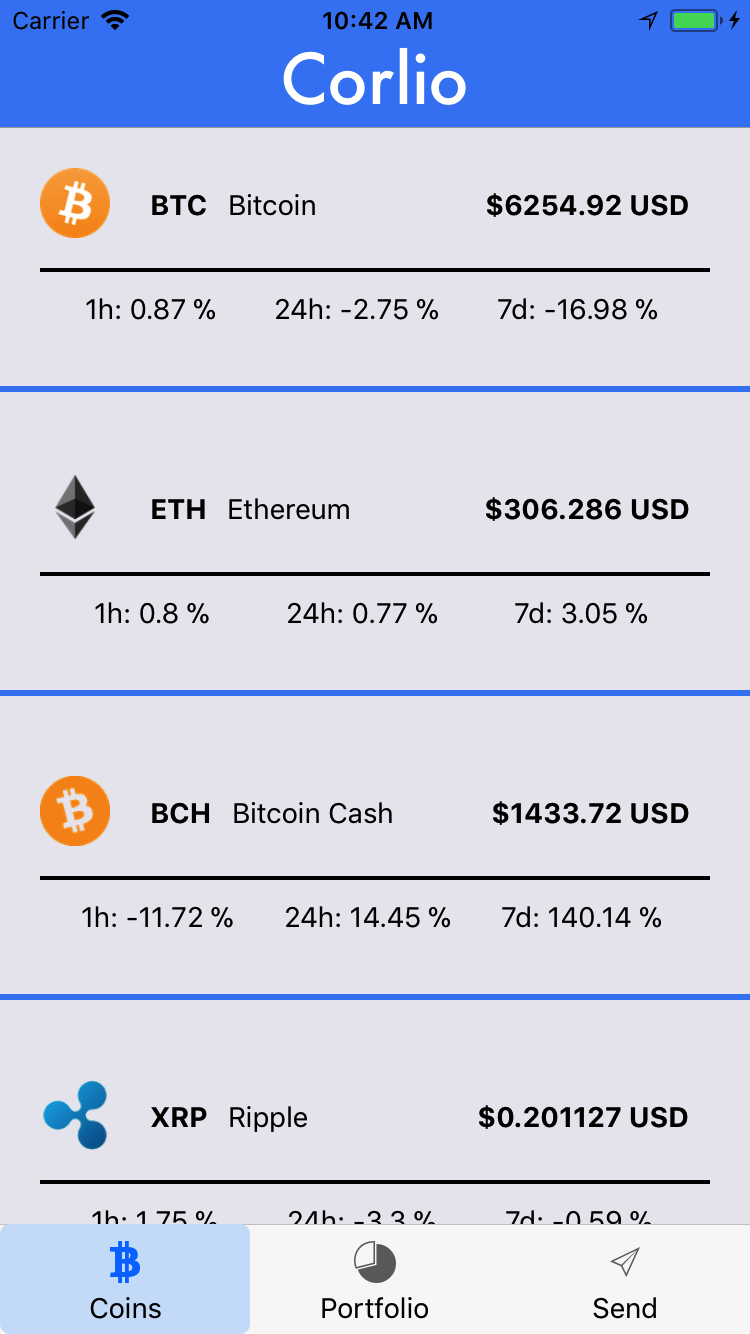 Carrier 10:42 AM
Corlio
BTC Bitcoin $6254.92 USD
1h: 0.87 % 24h: -2.75 % 7d: -16.98 %
ETH Ethereum $306.286 USD
1h: 0.8 % 24h: 0.77 % 7d: 3.05 %
BCH Bitcoin Cash $1433.72 USD
1h: -11.72 % 24h: 14.45 % 7d: 140.14 %
XRP Ripple $0.201127 USD
1h: 1.75 % 24h: -3.3 % 7d: -0.59 %
Coins Portfolio Send